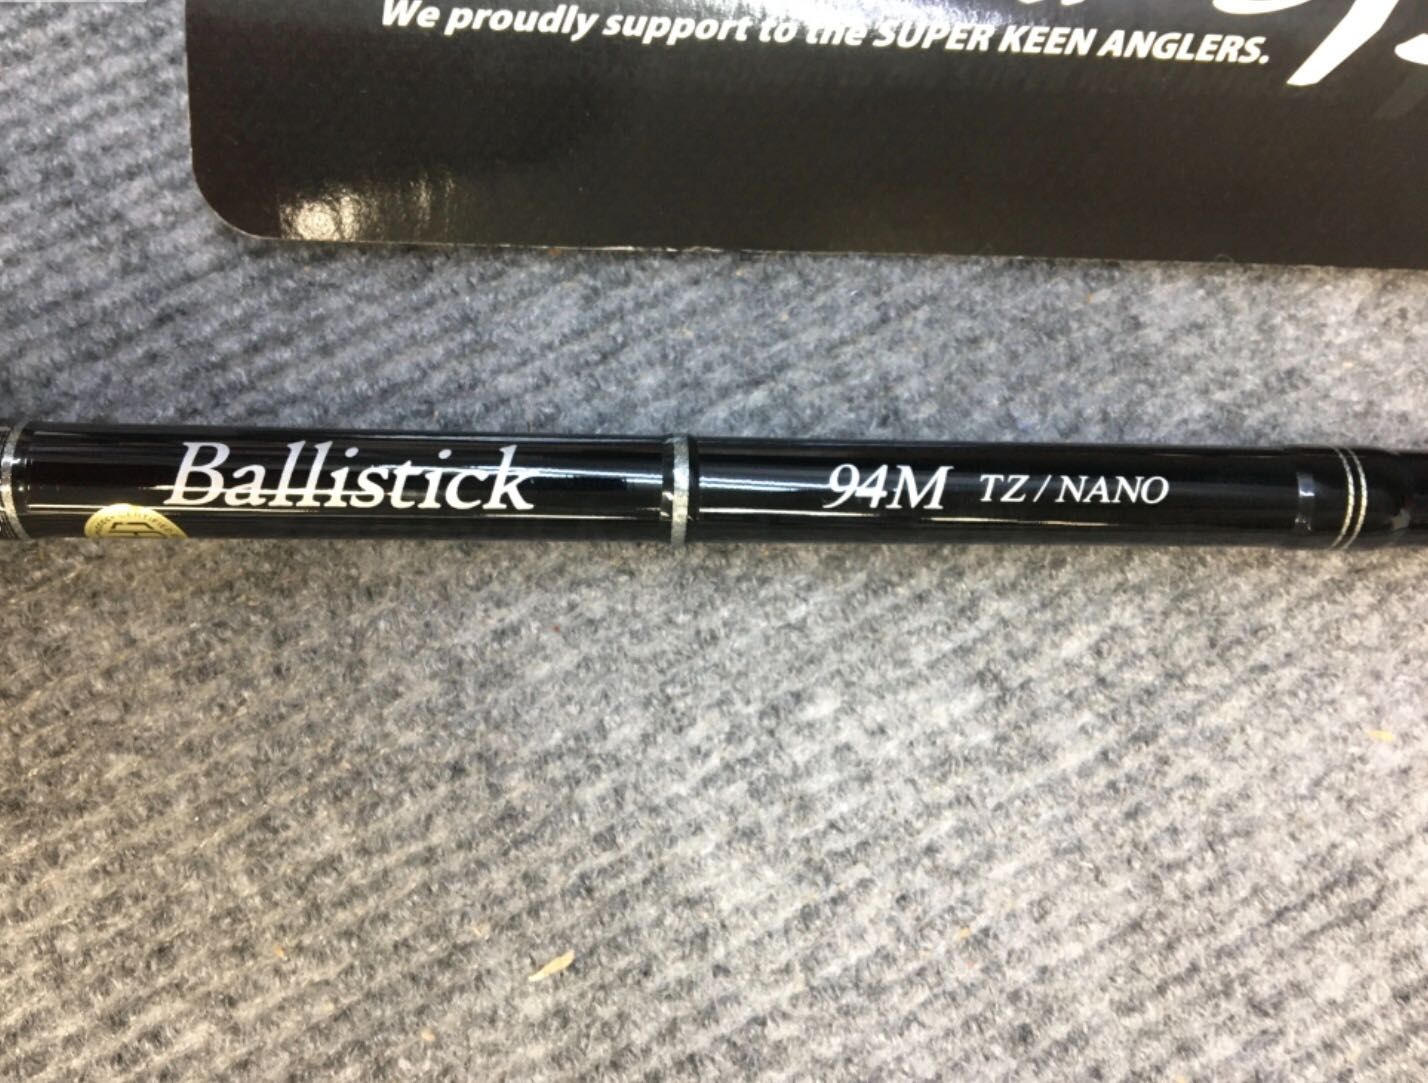 We proudly support to the SUPER KEEN ANGLERS.
Ballistick 94M TZ/NANO